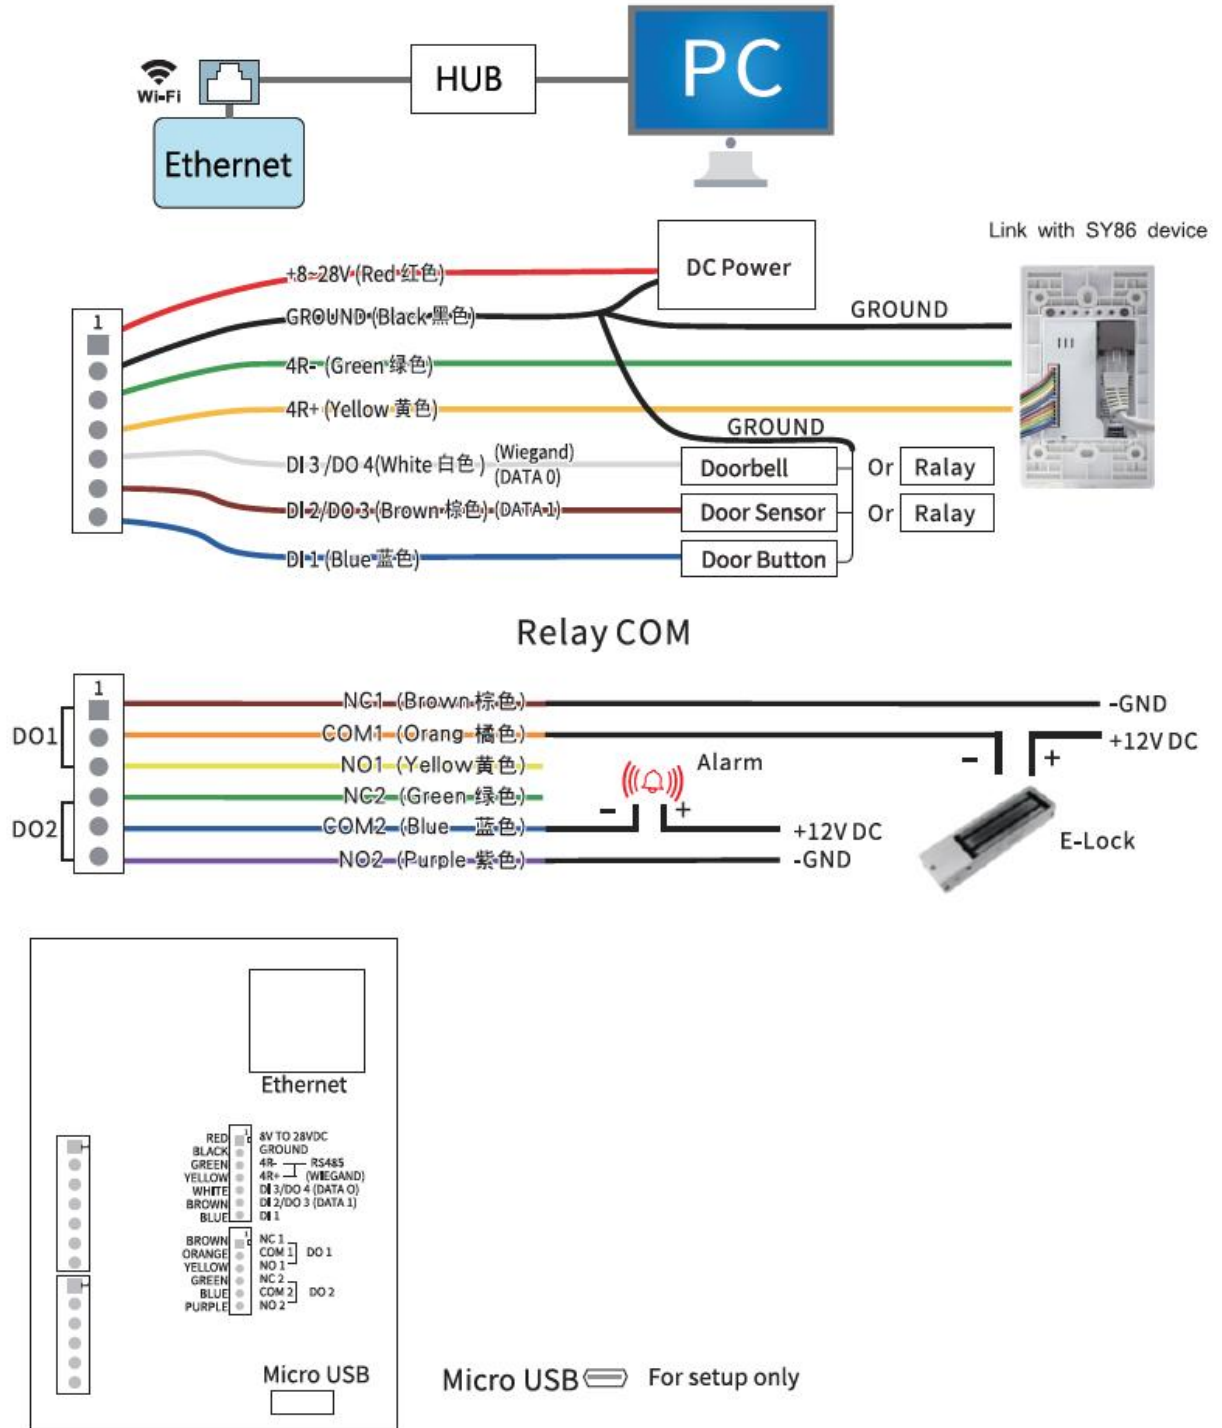 Wi-Fi
HUB
PC
Ethernet
Link with SY86 device
+8~28V (Red 红色)
DC Power
1
GROUND (Black 黑色)
GROUND
4R- (Green 绿色)
4R+ (Yellow 黄色)
GROUND
DI 3 /DO 4(White 白色) (Wiegand)
(DATA 0)
Doorbell
Or
Ralay
DI 2/DO 3 (Brown 棕色) (DATA 1)
Door Sensor
Or
Ralay
DI 1 (Blue 蓝色)
Door Button
Relay COM
1
NC1 (Brown 棕色)
-GND
DO1
COM1 (Orang 橘色)
+12V DC
- +
NO1 (Yellow 黄色)
Alarm
NC2 (Green 绿色)
- +
DO2
COM2 (Blue 蓝色)
+12V DC
NO2 (Purple 紫色)
-GND
E-Lock
Ethernet
1
RED 8V TO 28VDC
BLACK GROUND
GREEN 4R- RS485
YELLOW 4R+ (WIEGAND)
WHITE DI 3/DO 4 (DATA O)
BROWN DI 2/DO 3 (DATA 1)
BLUE DI 1
1
BROWN NC 1
ORANGE COM 1 DO 1
YELLOW NO 1
GREEN NC 2
BLUE COM 2 DO 2
PURPLE NO 2
Micro USB
Micro USB For setup only